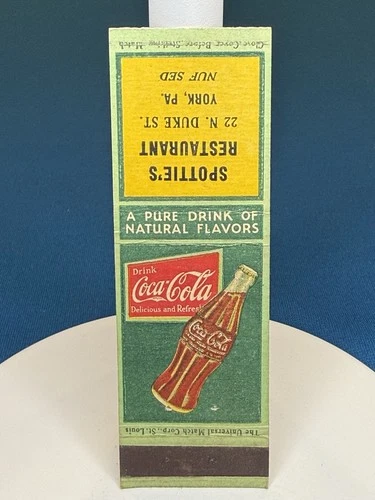 Close Cover Before Striking Match
SPOTTIE'S
RESTAURANT
22 N. DUKE ST.
YORK, PA.
NUF SED
A PURE DRINK OF
NATURAL FLAVORS
Drink
Coca-Cola
Delicious and Refres
Coca-Cola
The Universal Match Corp., St. Louis